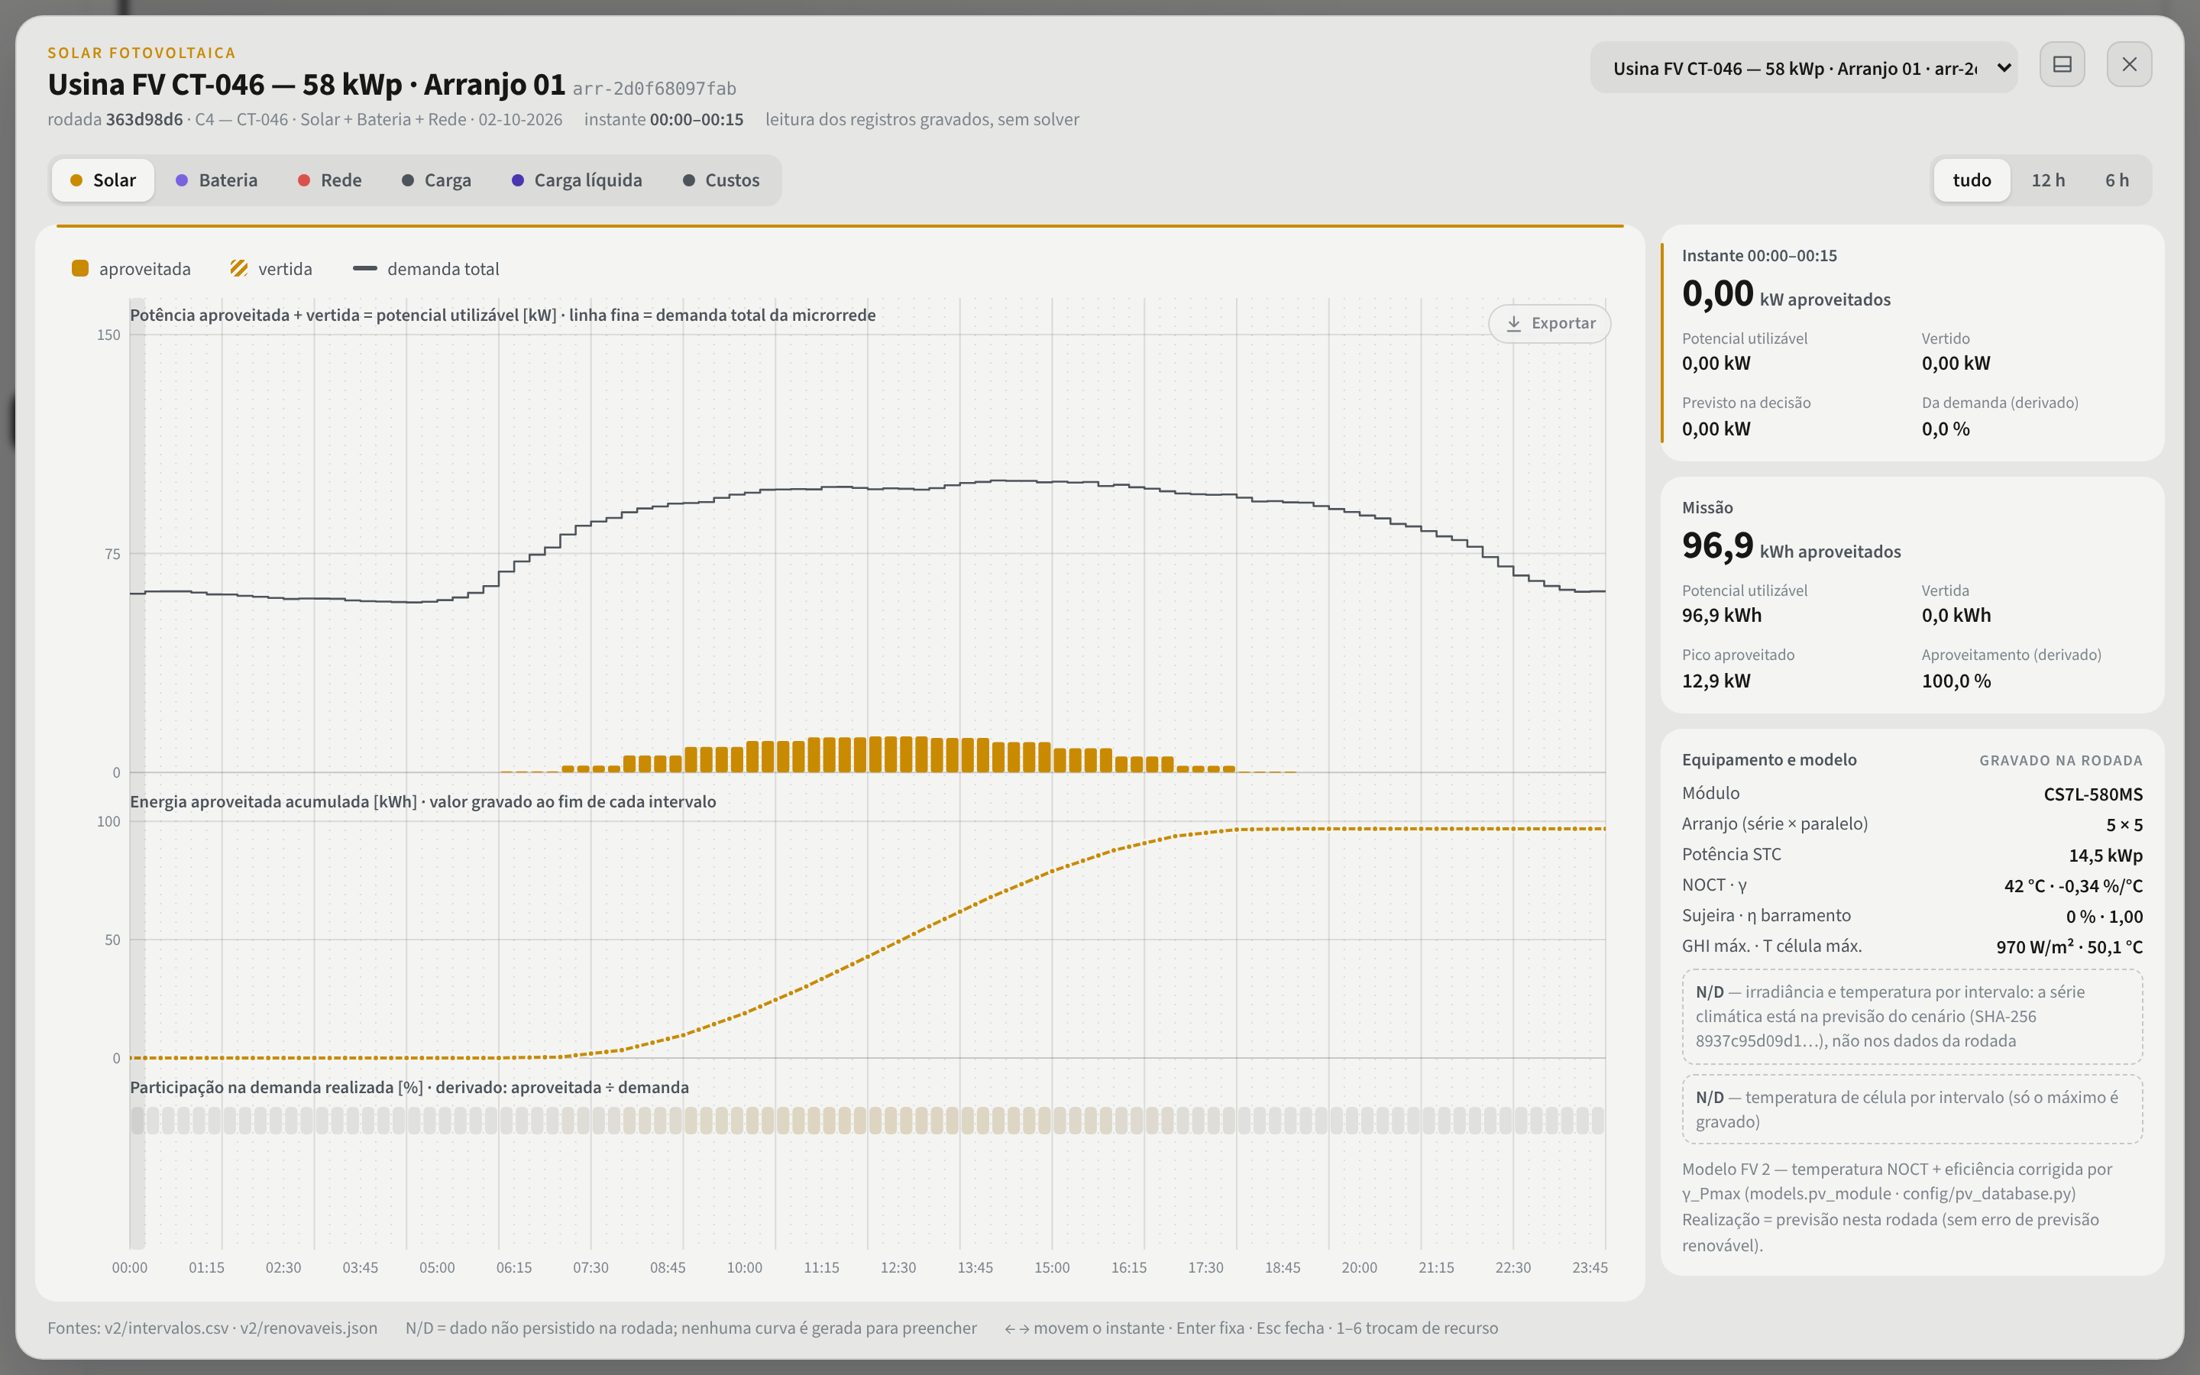 SOLAR FOTOVOLTAICA
Usina FV CT-046 — 58 kWp · Arranjo 01 arr-2d0f68097fab
rodada 363d98d6 · C4 — CT-046 · Solar + Bateria + Rede · 02-10-2026 instante 00:00–00:15 leitura dos registros gravados, sem solver
Usina FV CT-046 — 58 kWp · Arranjo 01 · arr-2
Solar Bateria Rede Carga Carga líquida Custos
tudo 12 h 6 h
aproveitada vertida demanda total
Potência aproveitada + vertida = potencial utilizável [kW] · linha fina = demanda total da microrrede
Exportar
150
75
0
Energia aproveitada acumulada [kWh] · valor gravado ao fim de cada intervalo
100
50
0
Participação na demanda realizada [%] · derivado: aproveitada ÷ demanda
00:00 01:15 02:30 03:45 05:00 06:15 07:30 08:45 10:00 11:15 12:30 13:45 15:00 16:15 17:30 18:45 20:00 21:15 22:30 23:45
Instante 00:00–00:15
0,00 kW aproveitados
Potencial utilizável Vertido
0,00 kW 0,00 kW
Previsto na decisão Da demanda (derivado)
0,00 kW 0,0 %
Missão
96,9 kWh aproveitados
Potencial utilizável Vertida
96,9 kWh 0,0 kWh
Pico aproveitado Aproveitamento (derivado)
12,9 kW 100,0 %
Equipamento e modelo GRAVADO NA RODADA
Módulo CS7L-580MS
Arranjo (série × paralelo) 5 × 5
Potência STC 14,5 kWp
NOCT · γ 42 °C · -0,34 %/°C
Sujeira · η barramento 0 % · 1,00
GHI máx. · T célula máx. 970 W/m² · 50,1 °C
N/D — irradiância e temperatura por intervalo: a série
climática está na previsão do cenário (SHA-256
8937c95d09d1…), não nos dados da rodada
N/D — temperatura de célula por intervalo (só o máximo é
gravado)
Modelo FV 2 — temperatura NOCT + eficiência corrigida por
γ_Pmax (models.pv_module · config/pv_database.py)
Realização = previsão nesta rodada (sem erro de previsão
renovável).
Fontes: v2/intervalos.csv · v2/renovaveis.json N/D = dado não persistido na rodada; nenhuma curva é gerada para preencher ← → movem o instante · Enter fixa · Esc fecha · 1–6 trocam de recurso